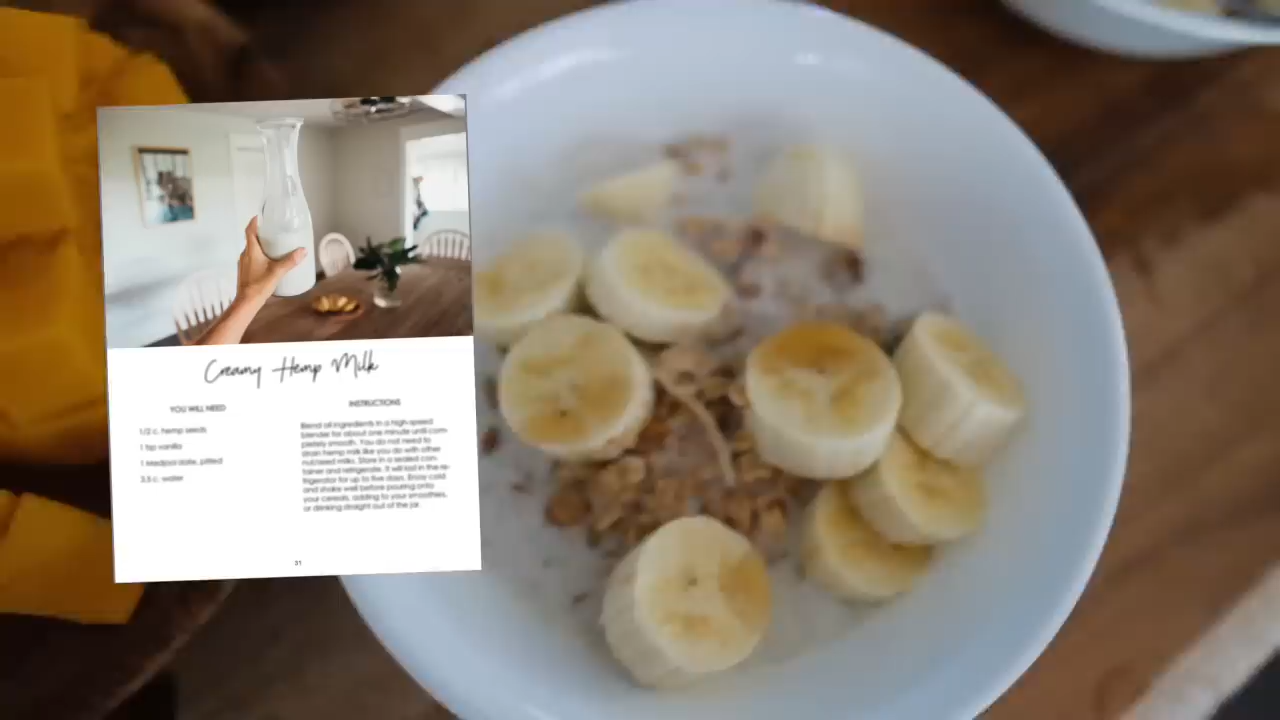 Creamy Hemp Milk
YOU WILL NEED
1/2 c. hemp seeds
1 tsp vanilla
1 Medjool date, pitted
3.5 c. water
INSTRUCTIONS
Blend all ingredients in a high-speed
blender for about one minute until com-
pletely smooth. You do not need to
strain hemp milk like you do with other
nut/seed milks. Store in a sealed con-
tainer and refrigerate. It will last in the re-
frigerator for up to five days. Enjoy cold
and shake well before pouring onto
your cereals, adding to your smoothies,
or drinking straight out of the jar.
31